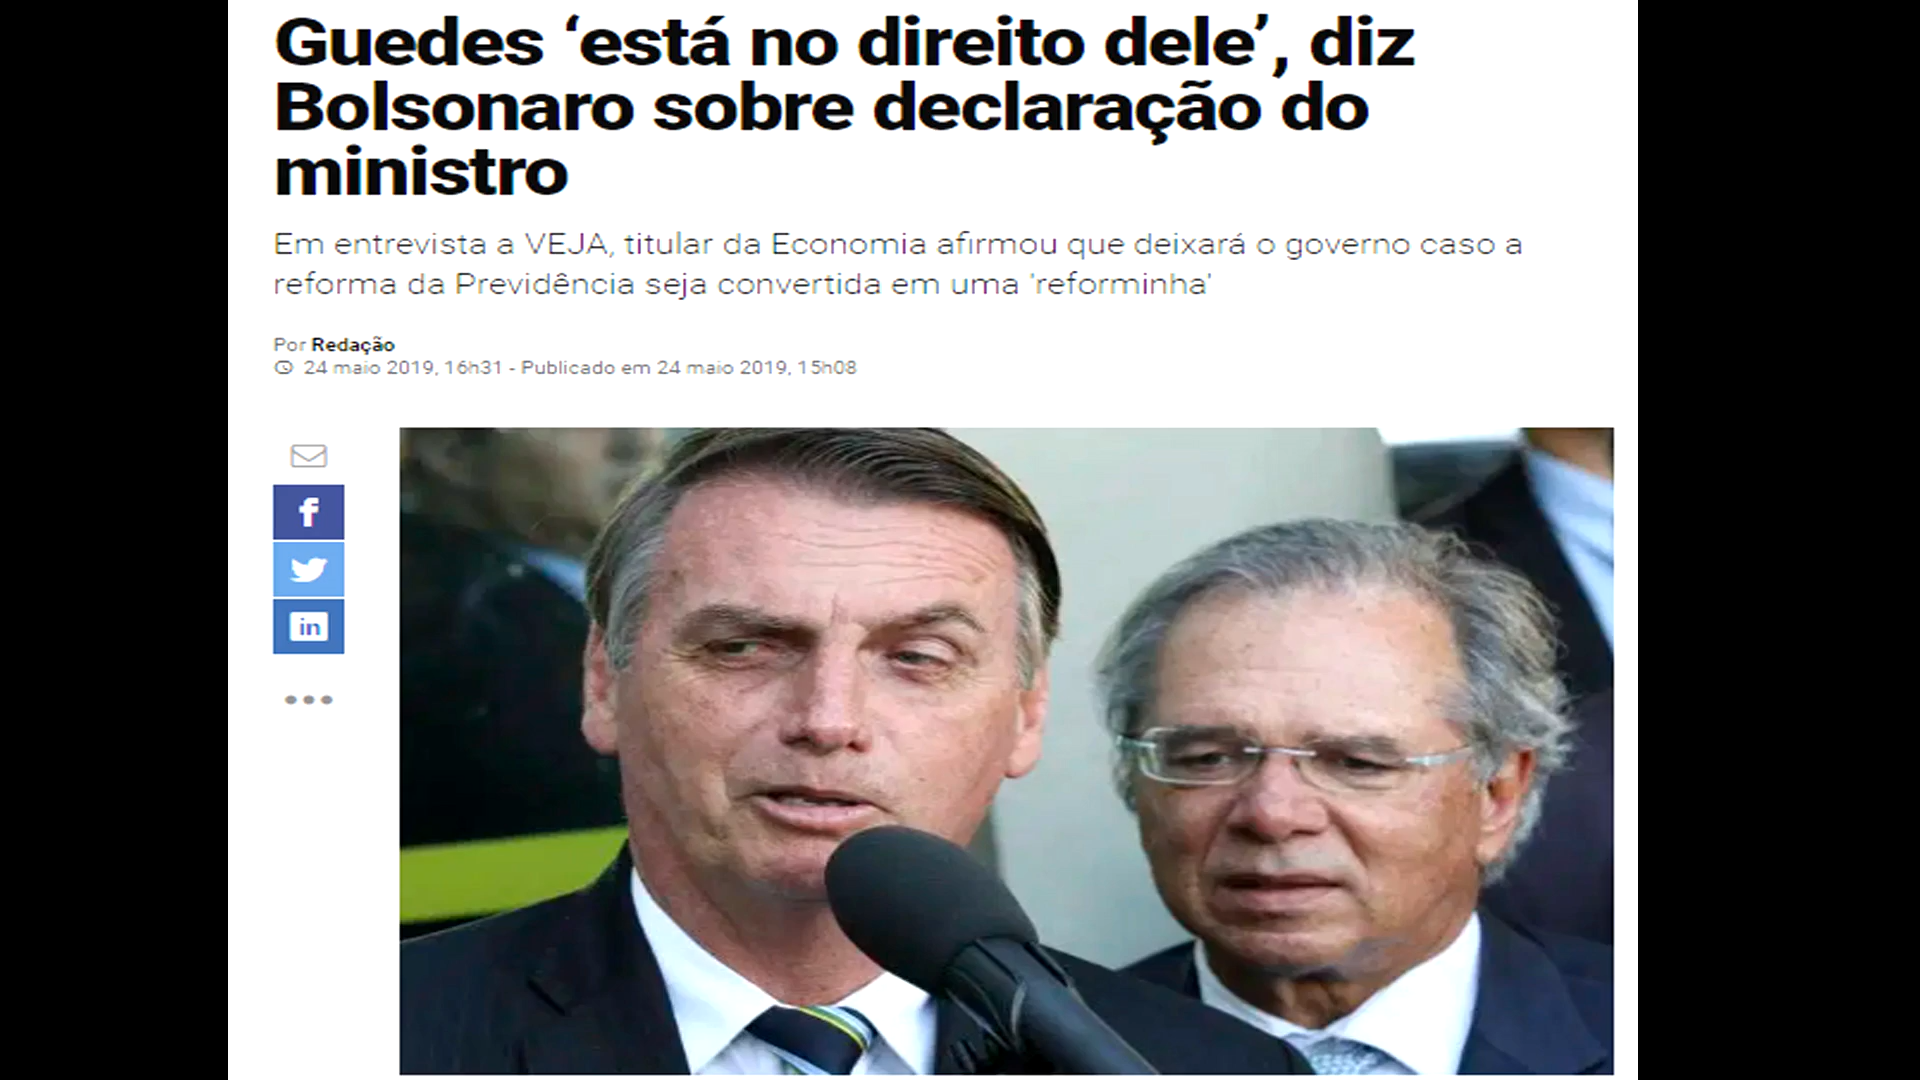 Guedes ‘está no direito dele’, diz
Bolsonaro sobre declaração do
ministro
Em entrevista a VEJA, titular da Economia afirmou que deixará o governo caso a
reforma da Previdência seja convertida em uma 'reforminha'
Por Redação
24 maio 2019, 16h31 - Publicado em 24 maio 2019, 15h08
f
in